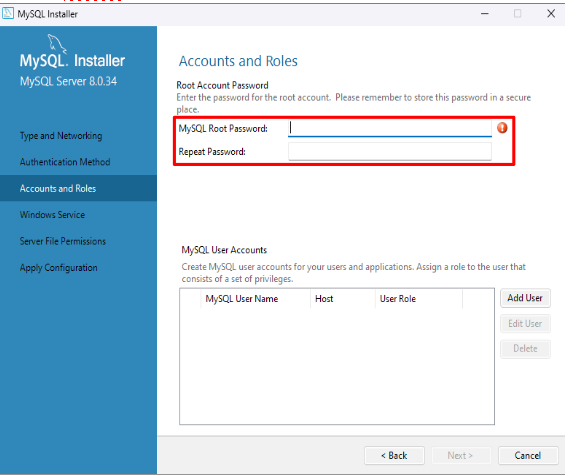 MySQL Installer
MySQL. Installer
MySQL Server 8.0.34
Type and Networking
Authentication Method
Accounts and Roles
Windows Service
Server File Permissions
Apply Configuration
Accounts and Roles
Root Account Password
Enter the password for the root account. Please remember to store this password in a secure
place.
MySQL Root Password:
Repeat Password:
MySQL User Accounts
Create MySQL user accounts for your users and applications. Assign a role to the user that
consists of a set of privileges.
MySQL User Name Host User Role
Add User
Edit User
Delete
< Back Next > Cancel